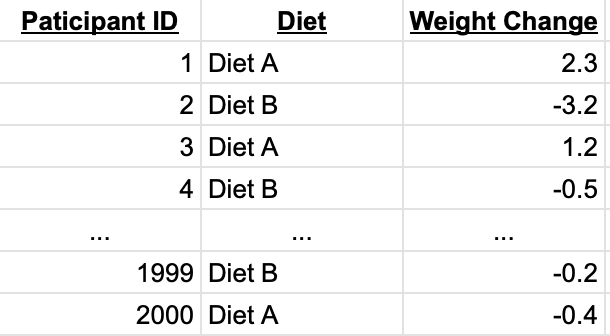 Paticipant ID Diet Weight Change
1 Diet A 2.3
2 Diet B -3.2
3 Diet A 1.2
4 Diet B -0.5
... ... ...
1999 Diet B -0.2
2000 Diet A -0.4